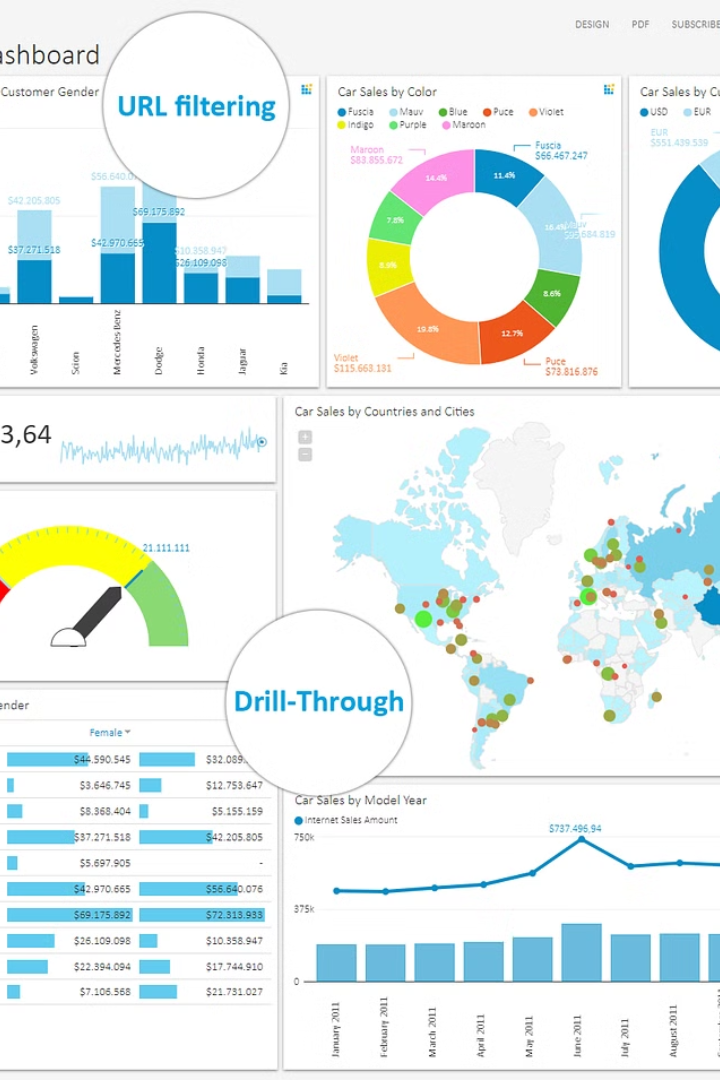 DESIGN PDF SUBSCRIBE
ashboard
Customer Gender
URL filtering
$56.640.0
$42.205.805
$69.175.892
$37.271.518
$42.970.665
$10.358.947
$26.109.098
Volkswagen
Scion
Mercedes-Benz
Dodge
Honda
Jaguar
Kia
Car Sales by Color
Fuscia Mauv Blue Puce Violet
Indigo Purple Maroon
Maroon
$83.855.672
Fuscia
$66.467.247
14.4%
11.4%
7.8%
16.4%
Mauv
8.6%
19.8%
12.7%
Violet
$115.663.131
Puce
$73.816.876
Car Sales by Cu
USD EUR
EUR
$551.439.539
3,64
21.111.111
Car Sales by Countries and Cities
+
−
Drill-Through
ender
Female
$44.590.545 $32.089.
$3.646.745 $12.753.647
$8.368.404 $5.155.159
$37.271.518 $42.205.805
$5.697.905 -
$42.970.665 $56.640.076
$69.175.892 $72.313.933
$26.109.098 $10.358.947
$22.394.094 $17.744.910
$7.106.568 $21.731.027
Car Sales by Model Year
Internet Sales Amount
750k
$737.496,94
375k
0
January 2011
February 2011
March 2011
April 2011
May 2011
June 2011
July 2011
August 2011